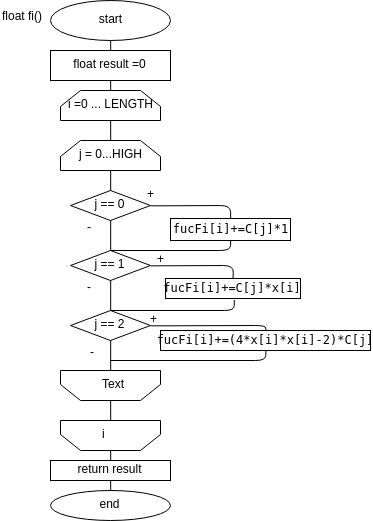 float fi()
start
float result =0
i =0 ... LENGTH
j = 0...HIGH
j == 0
+
fucFi[i]+=C[j]*1
-
j == 1
+
fucFi[i]+=C[j]*x[i]
-
j == 2
+
fucFi[i]+=(4*x[i]*x[i]-2)*C[j]
-
Text
i
return result
end